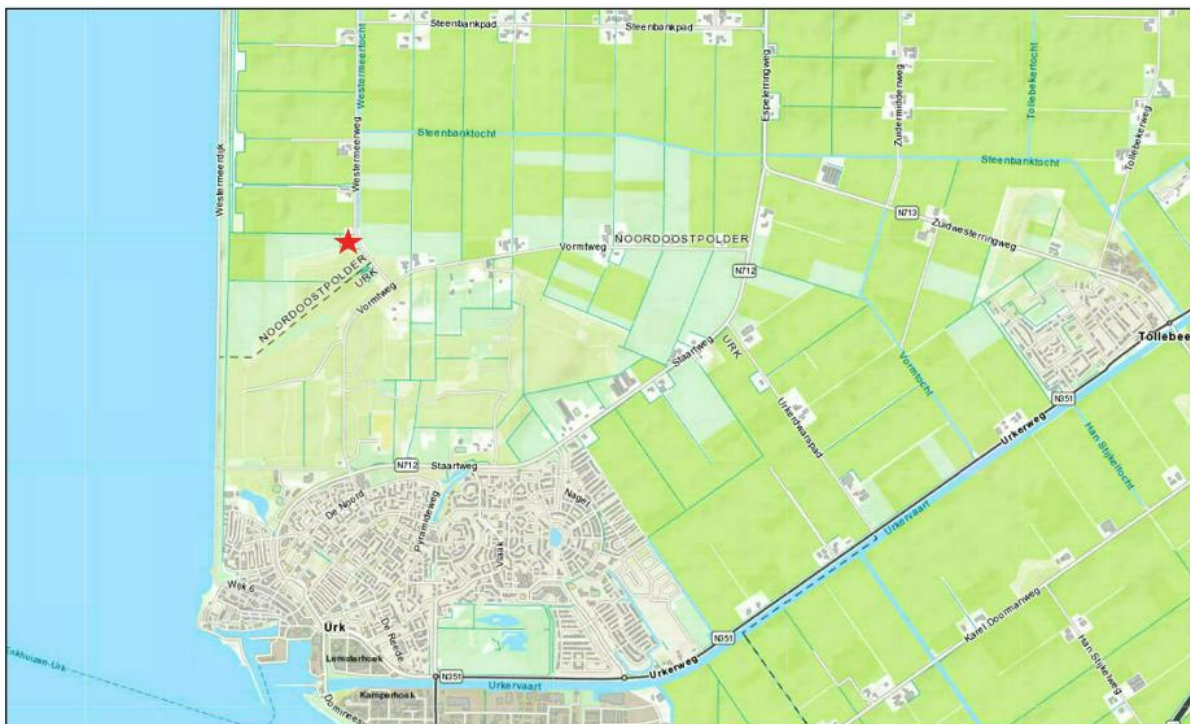 Steenbankpad
Steenbankpad
Westermeertocht
Espelerringweg
Zuidermiddenweg
Tollebekertocht
Tollebekerweg
Steenbanktocht
Steenbanktocht
Westermeerweg
Westermeerdijk
N713
Zuidwesterringweg
NOORDOOSTPOLDER
Vormtweg
NOORDOOSTPOLDER
URK
Vormtweg
N712
Staartweg
URK
Tollebee
Vormtocht
N351
Urkerweg
Urkerdwarspad
Han Stijkeltocht
N712
Staartweg
De Noord
Pyramideweg
Nagel
Vlaak
Urkervaart
Wijk 6
Urk
De Reede
Karel Doormanweg
Han Stijkelweg
Lemsterhoek
N351
Urkerweg
N351
Urkervaart
Kamperhoek
Enkhuizen-Urk